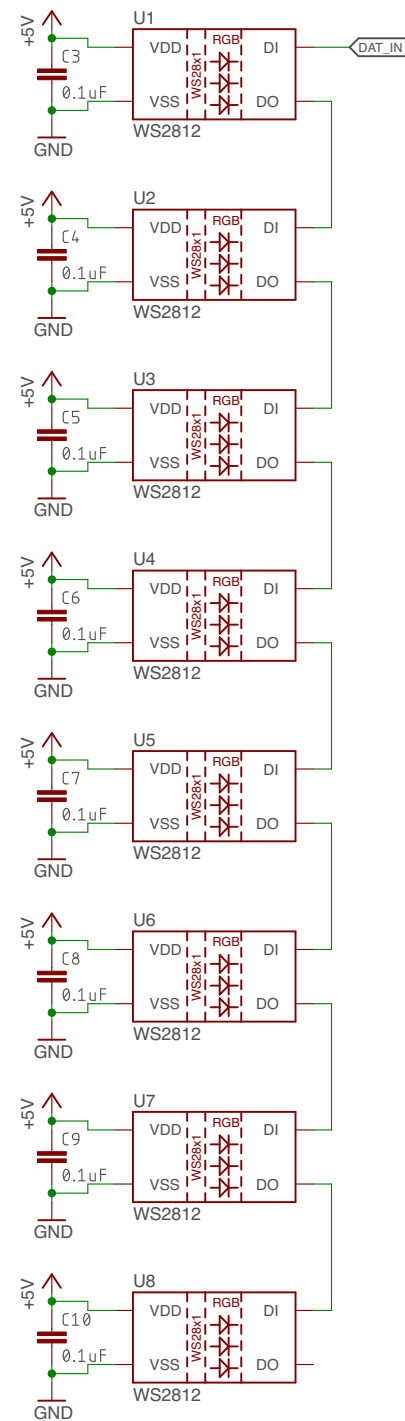 U1
+5V
VDD
WS28x1
RGB
DI
DAT_IN
C3
0.1uF
VSS
DO
GND
WS2812
U2
+5V
VDD
WS28x1
RGB
DI
C4
0.1uF
VSS
DO
GND
WS2812
U3
+5V
VDD
WS28x1
RGB
DI
C5
0.1uF
VSS
DO
GND
WS2812
U4
+5V
VDD
WS28x1
RGB
DI
C6
0.1uF
VSS
DO
GND
WS2812
U5
+5V
VDD
WS28x1
RGB
DI
C7
0.1uF
VSS
DO
GND
WS2812
U6
+5V
VDD
WS28x1
RGB
DI
C8
0.1uF
VSS
DO
GND
WS2812
U7
+5V
VDD
WS28x1
RGB
DI
C9
0.1uF
VSS
DO
GND
WS2812
U8
+5V
VDD
WS28x1
RGB
DI
C10
0.1uF
VSS
DO
GND
WS2812